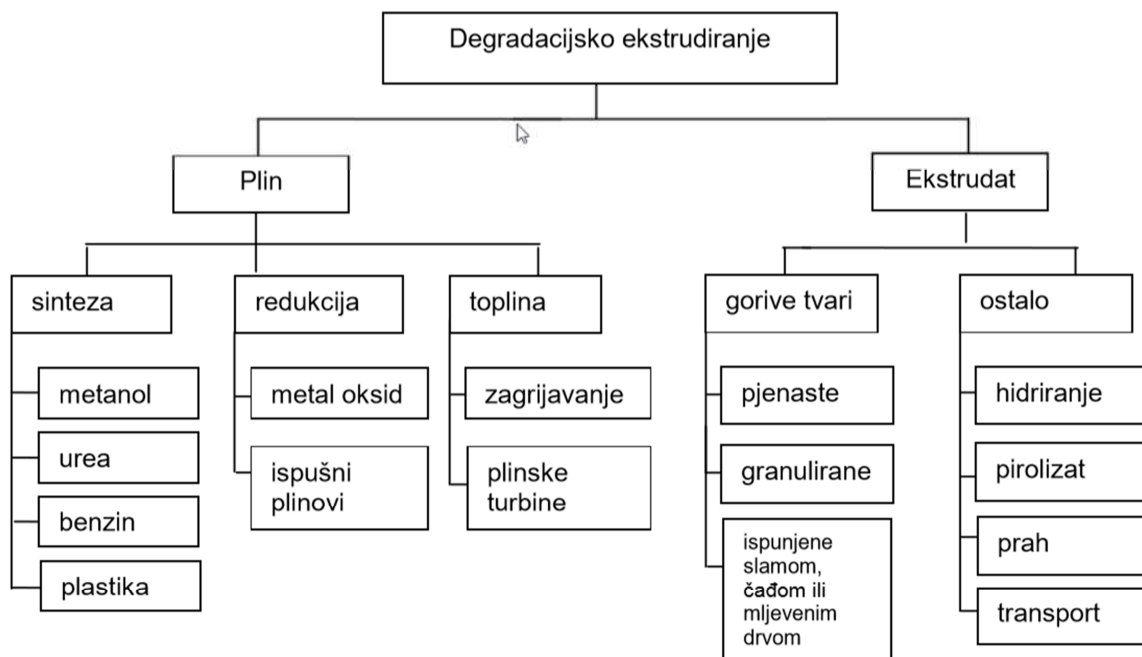 Degradacijsko ekstrudiranje
Plin
Ekstrudat
sinteza
redukcija
toplina
gorive tvari
ostalo
metanol
metal oksid
zagrijavanje
pjenaste
hidriranje
urea
ispušni
plinovi
plinske
turbine
granulirane
pirolizat
benzin
ispunjene
slamom,
čađom ili
mljevenim
drvom
prah
plastika
transport